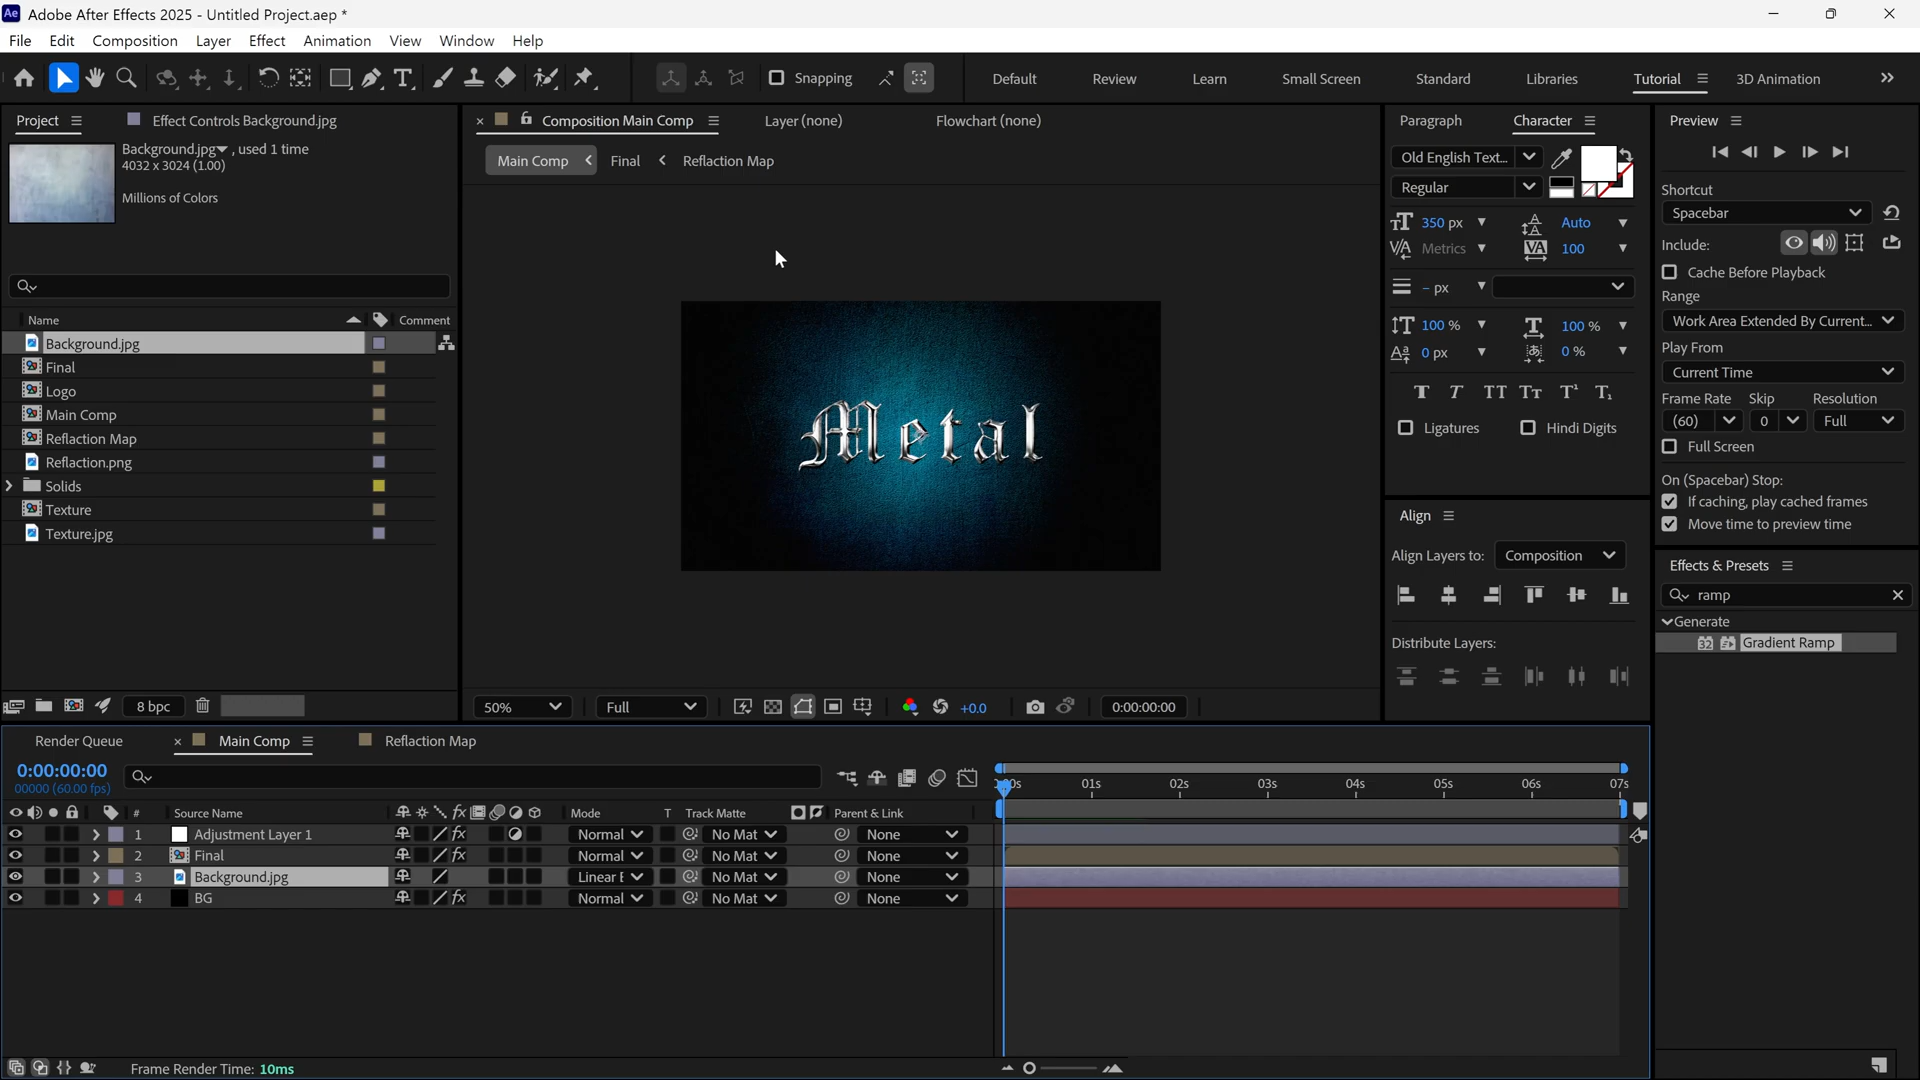 Ae Adobe After Effects 2025 - Untitled Project.aep *
File Edit Composition Layer Effect Animation View Window Help
Snapping Default Review Learn Small Screen Standard Libraries Tutorial 3D Animation
Project Effect Controls Background.jpg
Background.jpg , used 1 time
4032 x 3024 (1.00)
Millions of Colors
Name Comment
Background.jpg
Final
Logo
Main Comp
Reflaction Map
Reflaction.png
Solids
Texture
Texture.jpg
8 bpc
Composition Main Comp Layer (none) Flowchart (none)
Main Comp Final Reflaction Map
Metal
50% Full +0.0 0:00:00:00
Paragraph Character
Old English Text...
Regular
350 px Auto
Metrics 100
– px
100 % 100 %
0 px 0 %
Ligatures Hindi Digits
Align
Align Layers to: Composition
Distribute Layers:
Preview
Shortcut
Spacebar
Include:
Cache Before Playback
Range
Work Area Extended By Current...
Play From
Current Time
Frame Rate Skip Resolution
(60) 0 Full
Full Screen
On (Spacebar) Stop:
If caching, play cached frames
Move time to preview time
Effects & Presets
ramp
Generate
32 Gradient Ramp
Render Queue Main Comp Reflaction Map
0:00:00:00
00000 (60.00 fps)
01s 02s 03s 04s 05s 06s 07s
# Source Name Mode T Track Matte Parent & Link
1 Adjustment Layer 1 Normal No Mat None
2 Final Normal No Mat None
3 Background.jpg Linear No Mat None
4 BG Normal No Mat None
Frame Render Time: 10ms